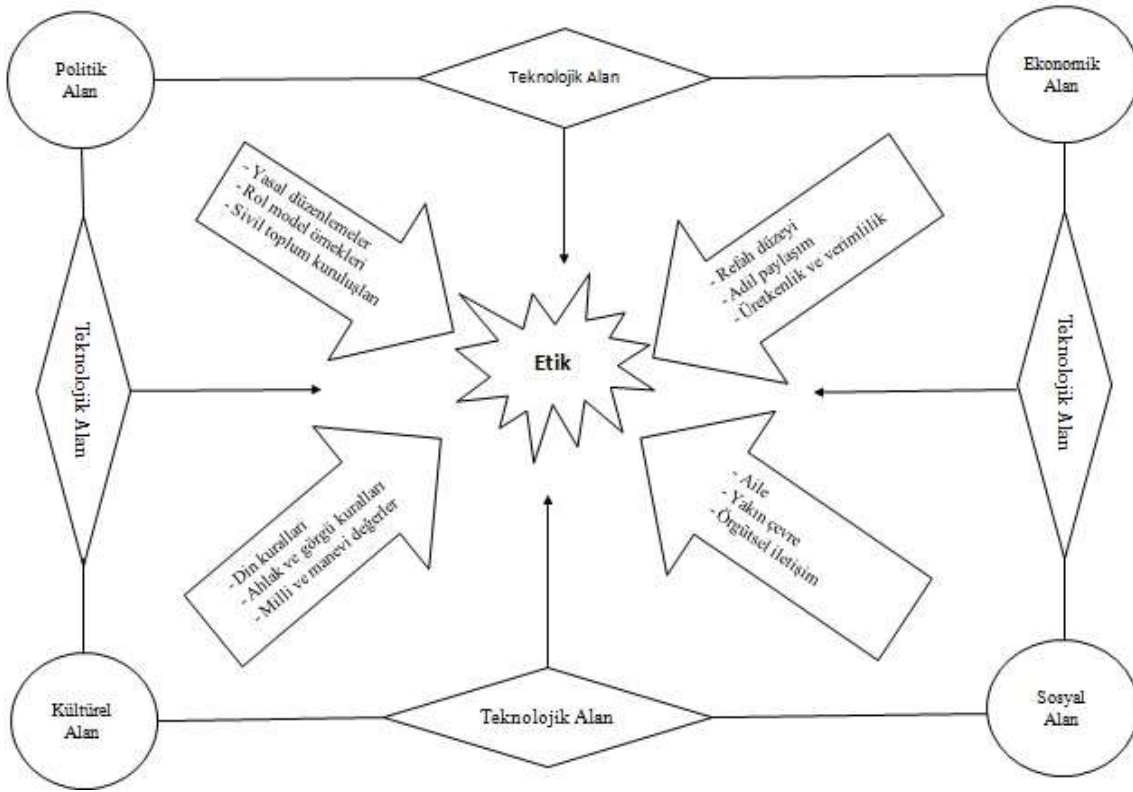 Politik
Alan
Teknolojik Alan
Ekonomik
Alan
- Yasal düzenlemeler
- Rol model örnekleri
- Sivil toplum kuruluşları
- Refah düzeyi
- Adil paylaşım
- Üretkenlik ve verimlilik
Teknolojik Alan
Etik
Teknolojik Alan
- Din kuralları
- Ahlak ve görgü kuralları
- Milli ve manevi değerler
- Aile
- Yakın çevre
- Örgütsel iletişim
Kültürel
Alan
Teknolojik Alan
Sosyal
Alan